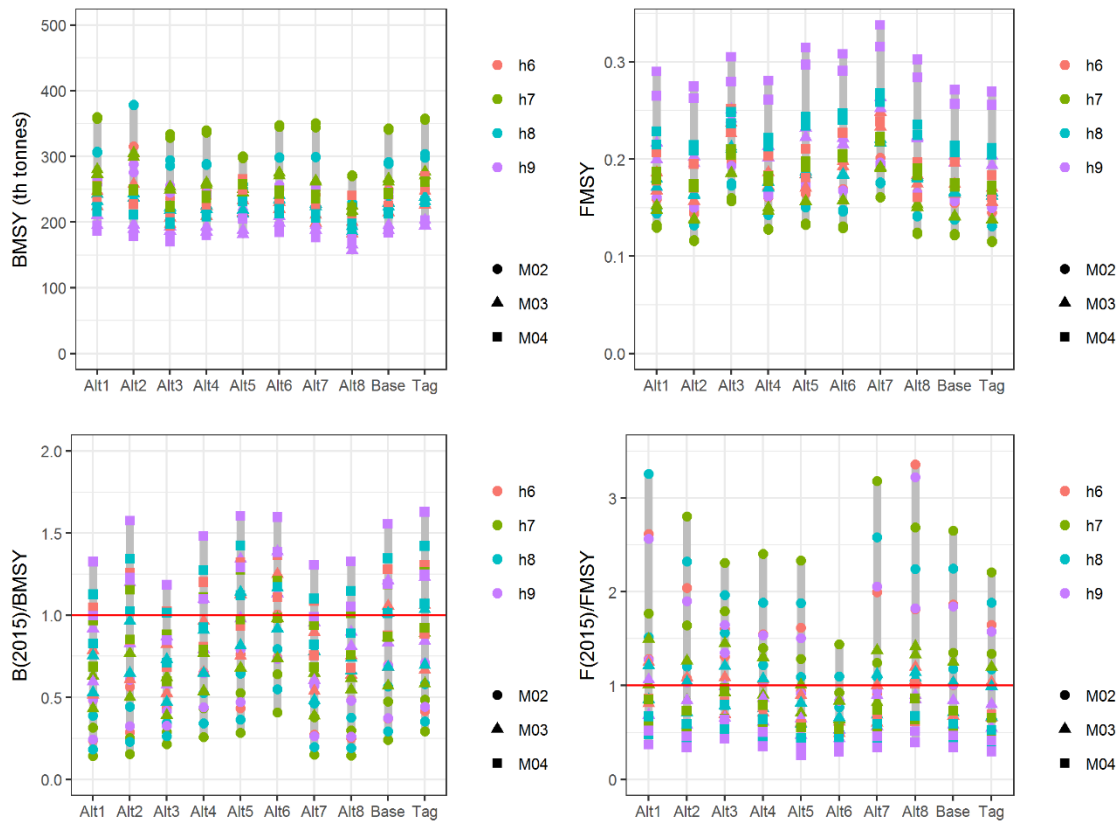 BMSY (th tonnes)
500
400
300
200
100
0
Alt1 Alt2 Alt3 Alt4 Alt5 Alt6 Alt7 Alt8 Base Tag
h6
h7
h8
h9
M02
M03
M04
FMSY
0.3
0.2
0.1
0.0
Alt1 Alt2 Alt3 Alt4 Alt5 Alt6 Alt7 Alt8 Base Tag
h6
h7
h8
h9
M02
M03
M04
B(2015)/BMSY
2.0
1.5
1.0
0.5
0.0
Alt1 Alt2 Alt3 Alt4 Alt5 Alt6 Alt7 Alt8 Base Tag
h6
h7
h8
h9
M02
M03
M04
F(2015)/FMSY
3
2
1
0
Alt1 Alt2 Alt3 Alt4 Alt5 Alt6 Alt7 Alt8 Base Tag
h6
h7
h8
h9
M02
M03
M04